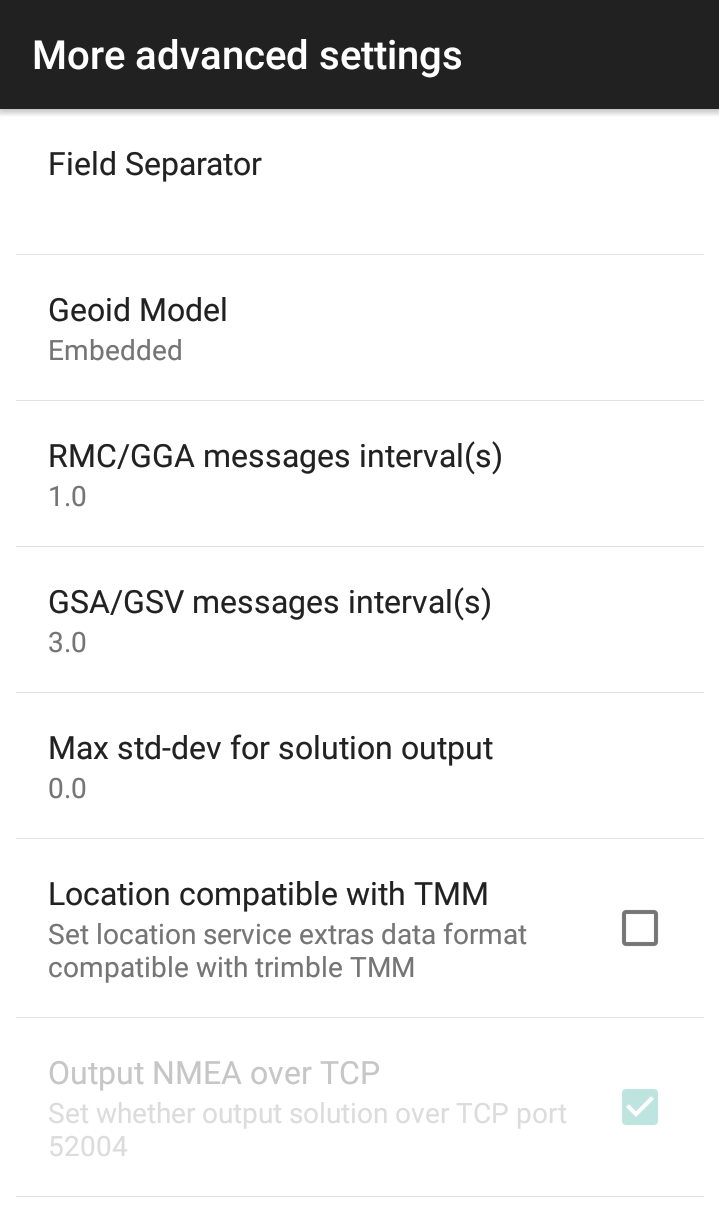 More advanced settings
Field Separator
Geoid Model
Embedded
RMC/GGA messages interval(s)
1.0
GSA/GSV messages interval(s)
3.0
Max std-dev for solution output
0.0
Location compatible with TMM
Set location service extras data format
compatible with trimble TMM
Output NMEA over TCP
Set whether output solution over TCP port
52004